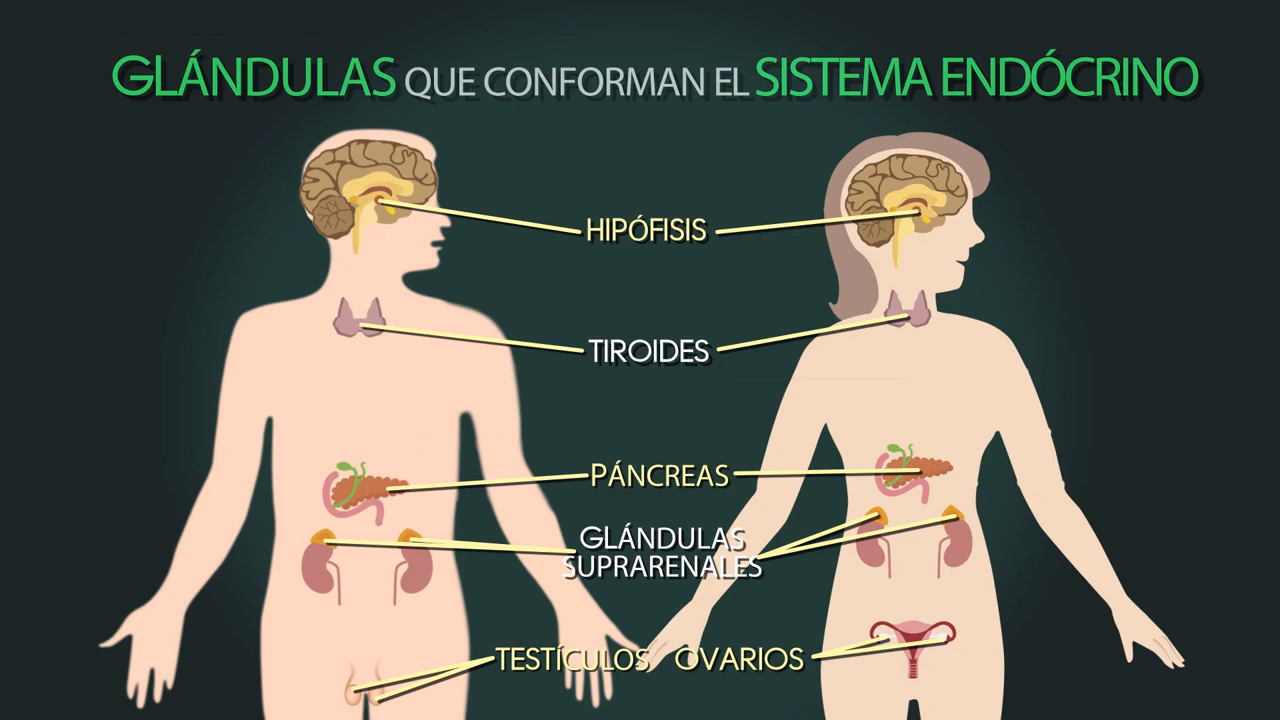 GLÁNDULAS QUE CONFORMAN EL SISTEMA ENDÓCRINO
HIPÓFISIS
TIROIDES
PÁNCREAS
GLÁNDULAS
SUPRARENALES
TESTÍCULOS OVARIOS